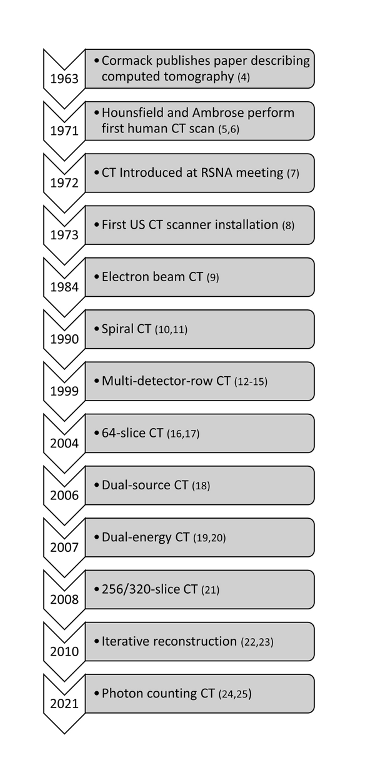 1963
• Cormack publishes paper describing
computed tomography (4)
1971
• Hounsfield and Ambrose perform
first human CT scan (5,6)
1972
• CT Introduced at RSNA meeting (7)
1973
• First US CT scanner installation (8)
1984
• Electron beam CT (9)
1990
• Spiral CT (10,11)
1999
• Multi-detector-row CT (12-15)
2004
• 64-slice CT (16,17)
2006
• Dual-source CT (18)
2007
• Dual-energy CT (19,20)
2008
• 256/320-slice CT (21)
2010
• Iterative reconstruction (22,23)
2021
• Photon counting CT (24,25)